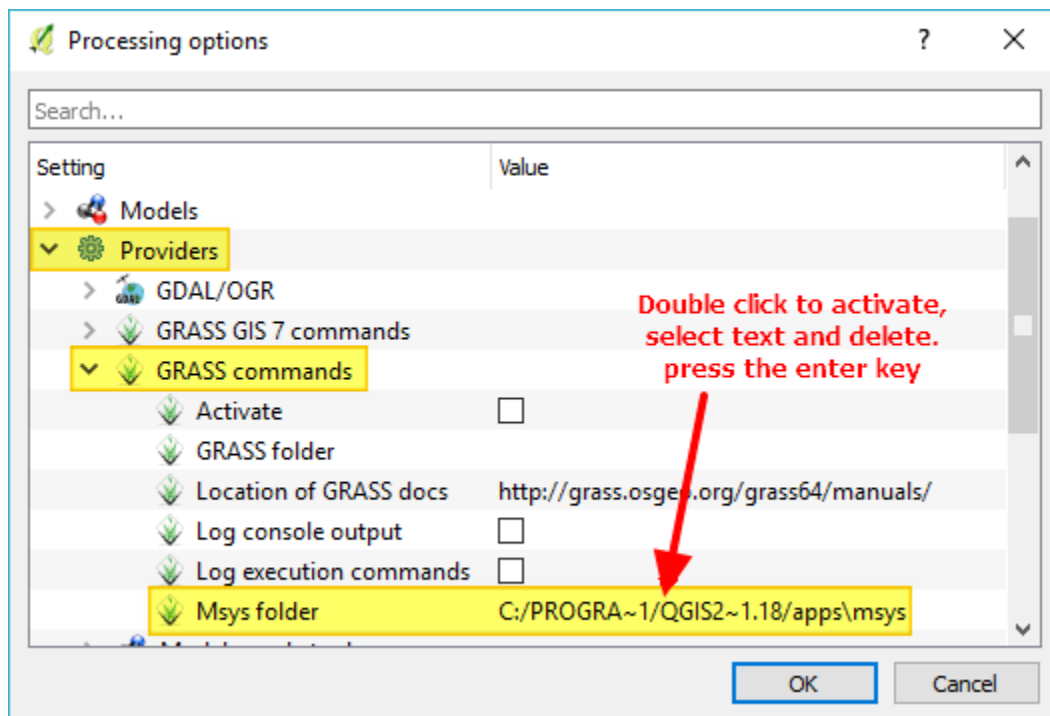 Processing options
Search...
Setting Value
Models
Providers
GDAL/OGR
GRASS GIS 7 commands
Double click to activate,
select text and delete.
press the enter key
GRASS commands
Activate
GRASS folder
Location of GRASS docs http://grass.osgeo.org/grass64/manuals/
Log console output
Log execution commands
Msys folder C:/PROGRA~1/QGIS2~1.18/apps\msys
OK Cancel